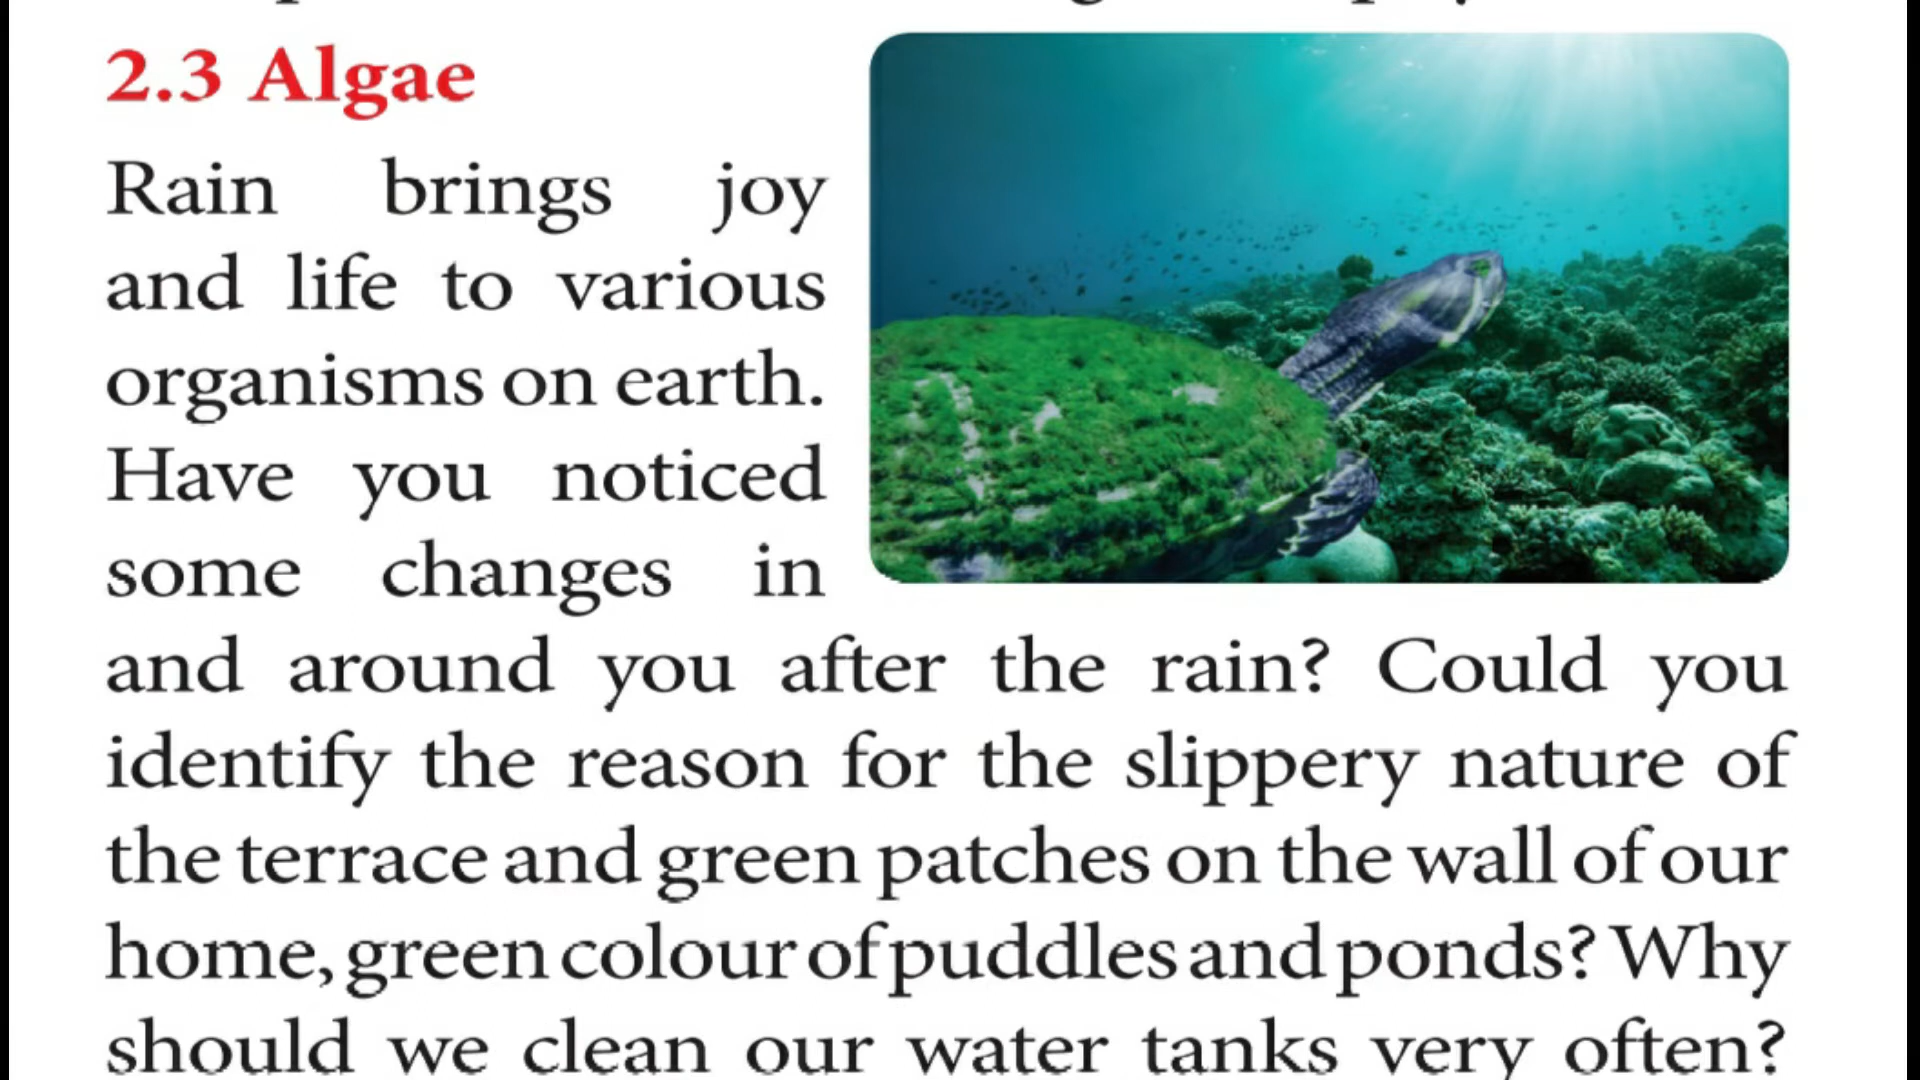 2.3 Algae
Rain brings joy
and life to various
organisms on earth.
Have you noticed
some changes in
and around you after the rain? Could you
identify the reason for the slippery nature of
the terrace and green patches on the wall of our
home, green colour of puddles and ponds? Why
should we clean our water tanks very often?